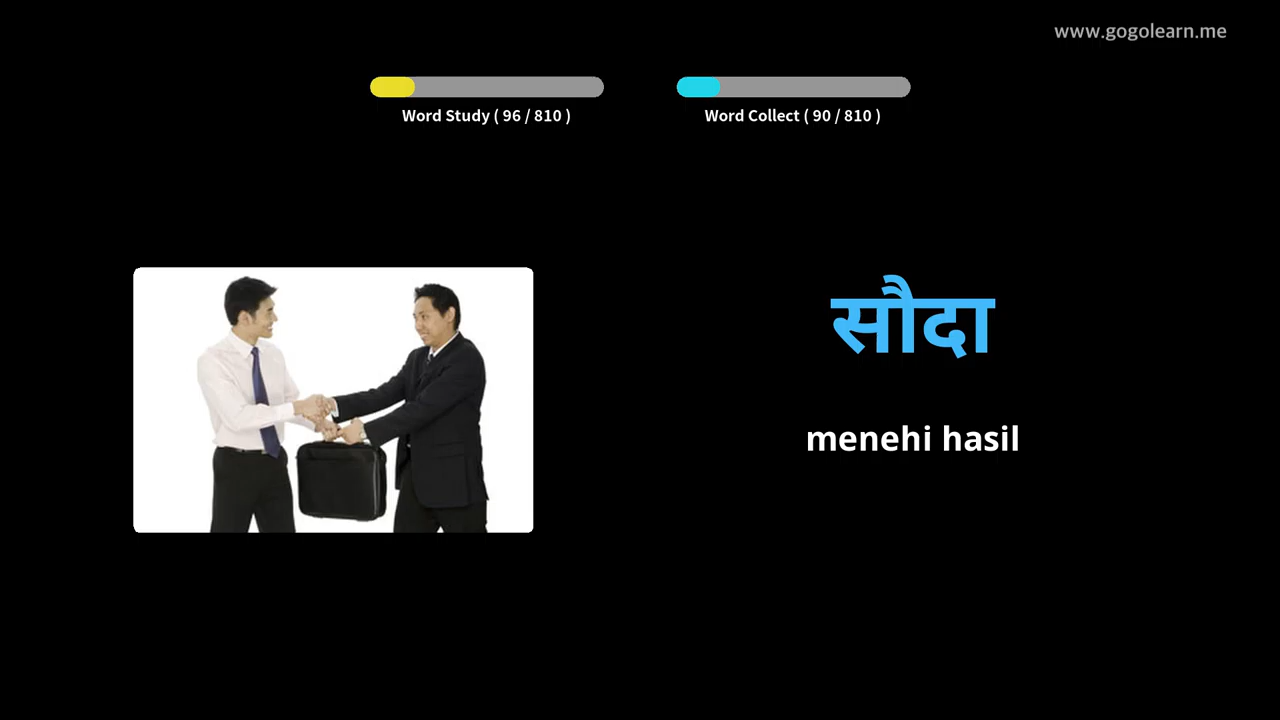 www.gogolearn.me
Word Study ( 96 / 810 )
Word Collect ( 90 / 810 )
सौदा
menehi hasil